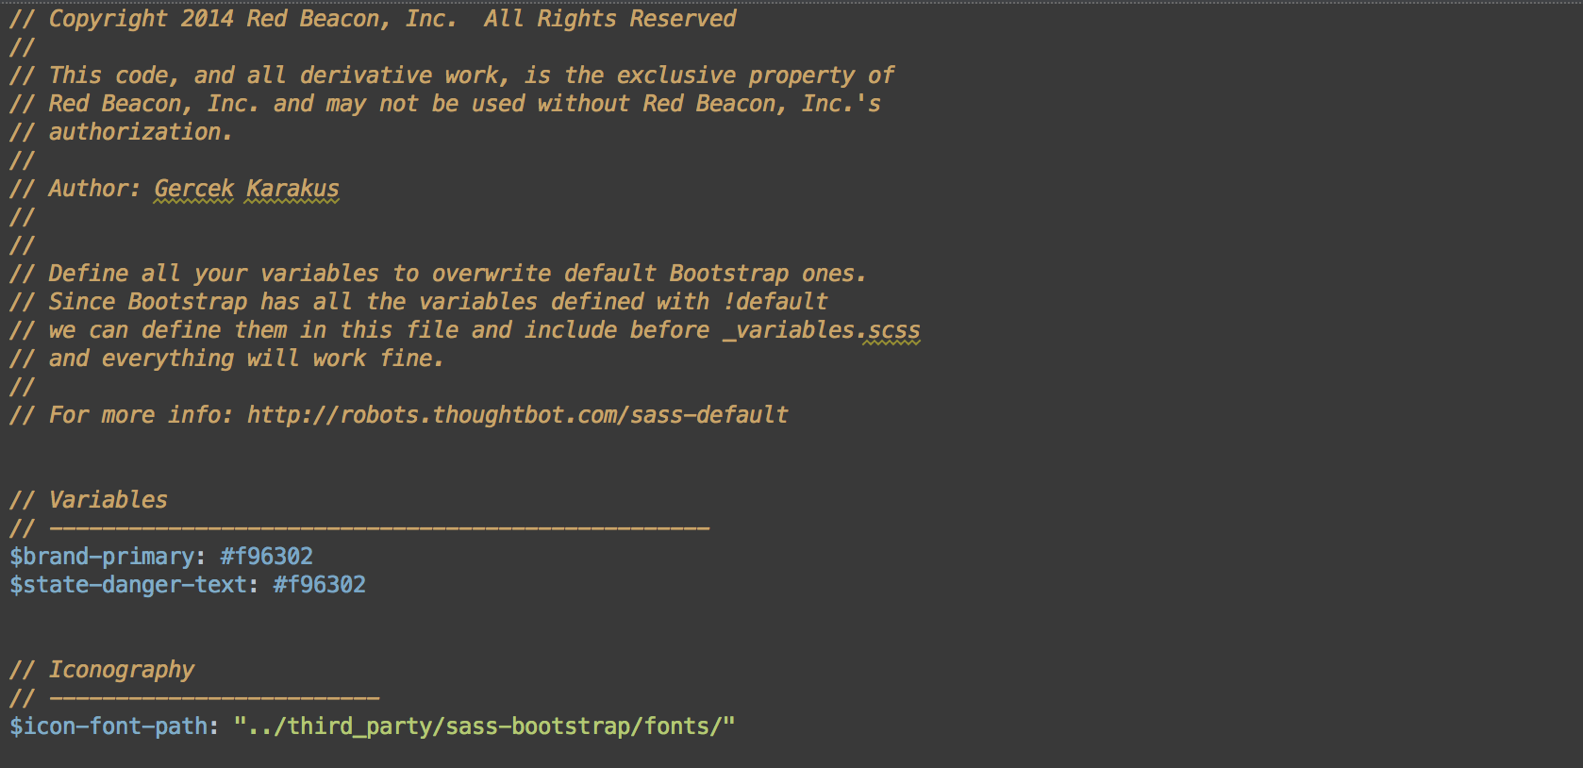 // Copyright 2014 Red Beacon, Inc.  All Rights Reserved
//
// This code, and all derivative work, is the exclusive property of
// Red Beacon, Inc. and may not be used without Red Beacon, Inc.'s
// authorization.
//
// Author: Gercek Karakus
//
//
// Define all your variables to overwrite default Bootstrap ones.
// Since Bootstrap has all the variables defined with !default
// we can define them in this file and include before _variables.scss
// and everything will work fine.
//
// For more info: http://robots.thoughtbot.com/sass-default
// Variables
// --------------------------------------------------
$brand-primary: #f96302
$state-danger-text: #f96302
// Iconography
// -------------------------
$icon-font-path: "../third_party/sass-bootstrap/fonts/"